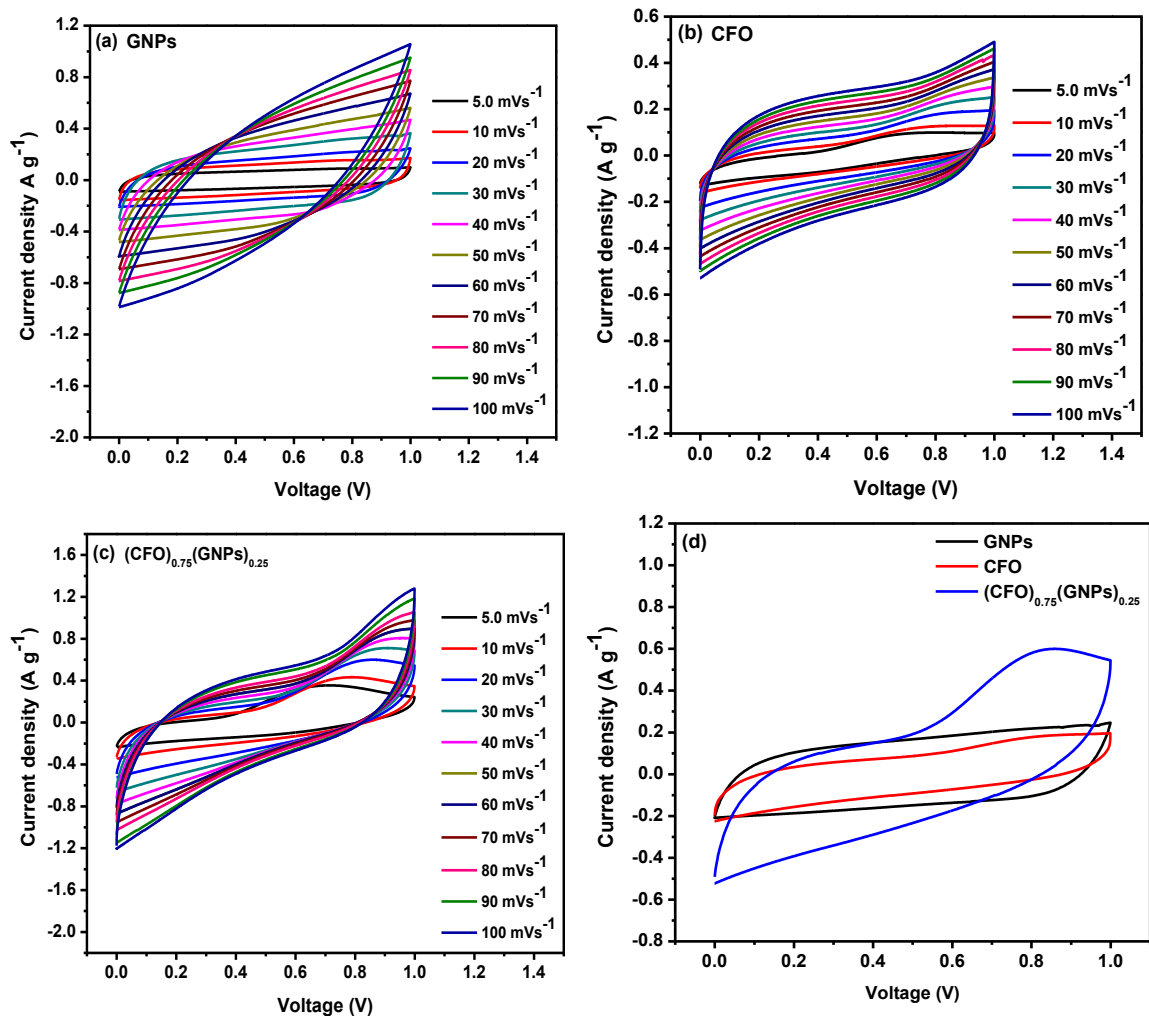 (a) GNPs
Current density A g⁻¹
1.2
0.8
0.4
0.0
-0.4
-0.8
-1.2
-1.6
-2.0
5.0 mVs⁻¹
10 mVs⁻¹
20 mVs⁻¹
30 mVs⁻¹
40 mVs⁻¹
50 mVs⁻¹
60 mVs⁻¹
70 mVs⁻¹
80 mVs⁻¹
90 mVs⁻¹
100 mVs⁻¹
0.0 0.2 0.4 0.6 0.8 1.0 1.2 1.4
Voltage (V)
(b) CFO
Current density (A g⁻¹)
0.6
0.4
0.2
0.0
-0.2
-0.4
-0.6
-0.8
-1.0
-1.2
5.0 mVs⁻¹
10 mVs⁻¹
20 mVs⁻¹
30 mVs⁻¹
40 mVs⁻¹
50 mVs⁻¹
60 mVs⁻¹
70 mVs⁻¹
80 mVs⁻¹
90 mVs⁻¹
100 mVs⁻¹
0.0 0.2 0.4 0.6 0.8 1.0 1.2 1.4
Voltage (V)
(c) (CFO)₀.₇₅(GNPs)₀.₂₅
Current density (A g⁻¹)
1.6
1.2
0.8
0.4
0.0
-0.4
-0.8
-1.2
-1.6
-2.0
5.0 mVs⁻¹
10 mVs⁻¹
20 mVs⁻¹
30 mVs⁻¹
40 mVs⁻¹
50 mVs⁻¹
60 mVs⁻¹
70 mVs⁻¹
80 mVs⁻¹
90 mVs⁻¹
100 mVs⁻¹
0.0 0.2 0.4 0.6 0.8 1.0 1.2 1.4
Voltage (V)
(d)
GNPs
CFO
(CFO)₀.₇₅(GNPs)₀.₂₅
Current density (A g⁻¹)
1.2
1.0
0.8
0.6
0.4
0.2
0.0
-0.2
-0.4
-0.6
-0.8
0.0 0.2 0.4 0.6 0.8 1.0
Voltage (V)